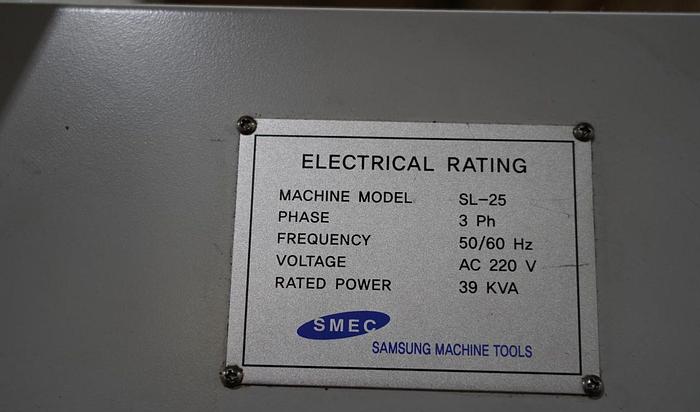 ELECTRICAL RATING
MACHINE MODEL SL-25
PHASE 3 Ph
FREQUENCY 50/60 Hz
VOLTAGE AC 220 V
RATED POWER 39 KVA
SMEC
SAMSUNG MACHINE TOOLS